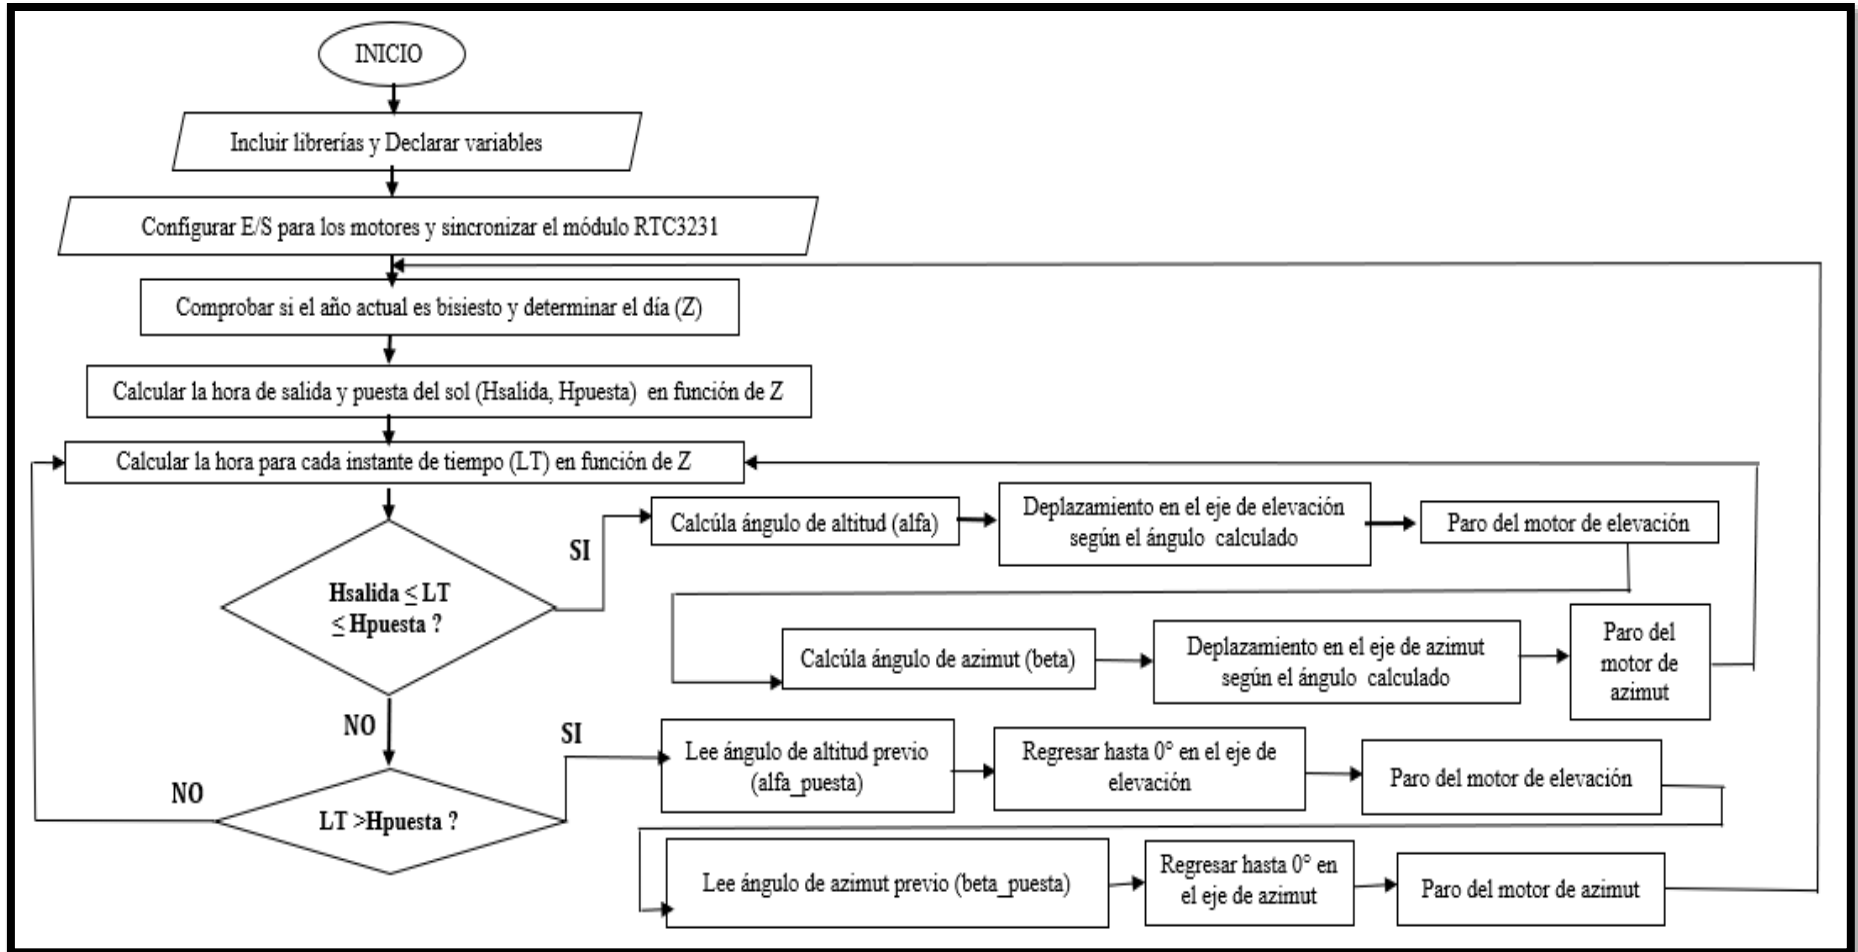 INICIO
Incluir librerías y Declarar variables
Configurar E/S para los motores y sincronizar el módulo RTC3231
Comprobar si el año actual es bisiesto y determinar el día (Z)
Calcular la hora de salida y puesta del sol (Hsalida, Hpuesta) en función de Z
Calcular la hora para cada instante de tiempo (LT) en función de Z
Hsalida ≤ LT
≤ Hpuesta ?
SI
Calcúla ángulo de altitud (alfa)
Deplazamiento en el eje de elevación
según el ángulo calculado
Paro del motor de elevación
Calcúla ángulo de azimut (beta)
Deplazamiento en el eje de azimut
según el ángulo calculado
Paro del
motor de
azimut
NO
LT >Hpuesta ?
NO
SI
Lee ángulo de altitud previo
(alfa_puesta)
Regresar hasta 0° en el eje de
elevación
Paro del motor de elevación
Lee ángulo de azimut previo (beta_puesta)
Regresar hasta 0° en
el eje de azimut
Paro del motor de azimut